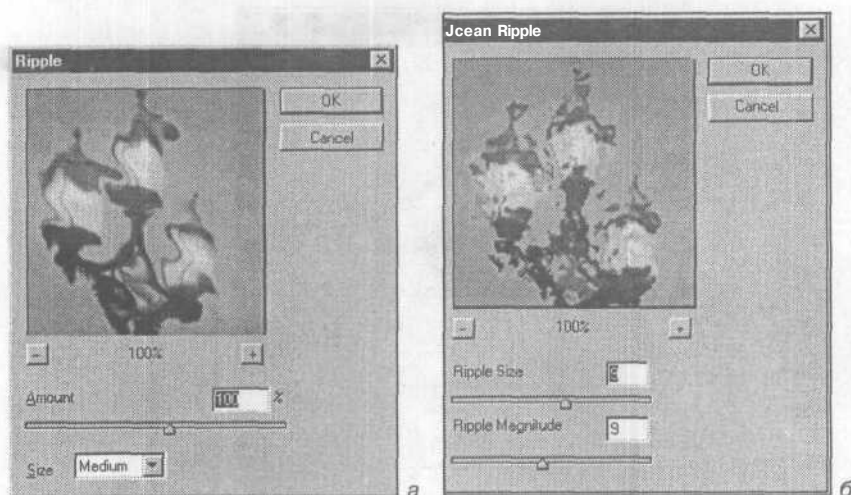 Ripple
OK
Cancel
100%
Amount
100 %
Size Medium
а
Jcean Ripple
OK
Cancel
100%
Ripple Size
Ripple Magnitude 9
б